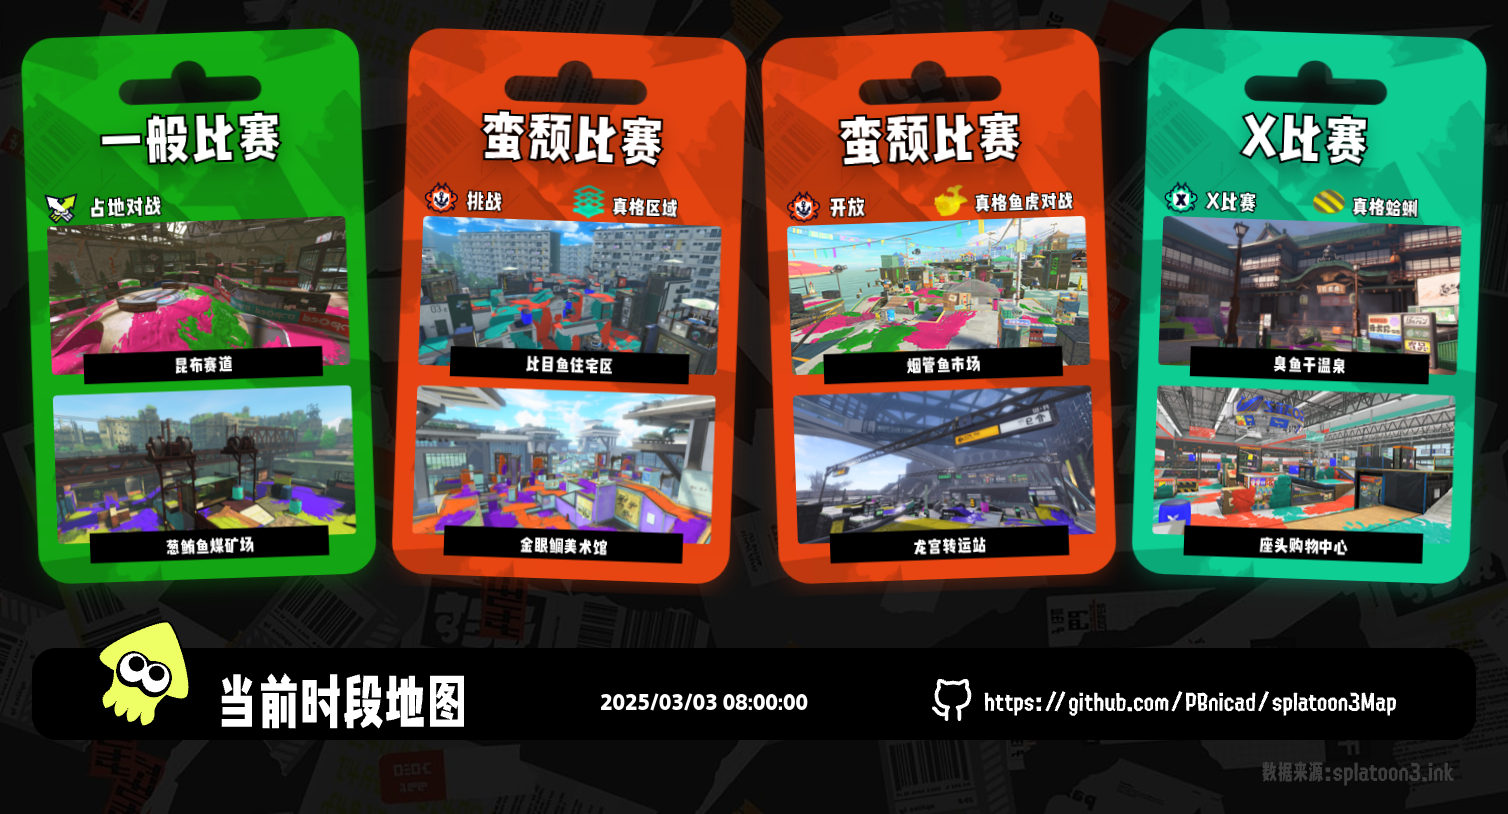 一般比赛
占地对战
昆布赛道
葱鲔鱼煤矿场
蛮颓比赛
挑战
真格区域
比目鱼住宅区
金眼鲷美术馆
蛮颓比赛
开放
真格鱼虎对战
烟管鱼市场
龙宫转运站
X比赛
X比赛
真格蛤蜊
臭鱼干温泉
座头购物中心
当前时段地图
2025/03/03 08:00:00
https://github.com/PBnicad/splatoon3Map
数据来源:splatoon3.ink